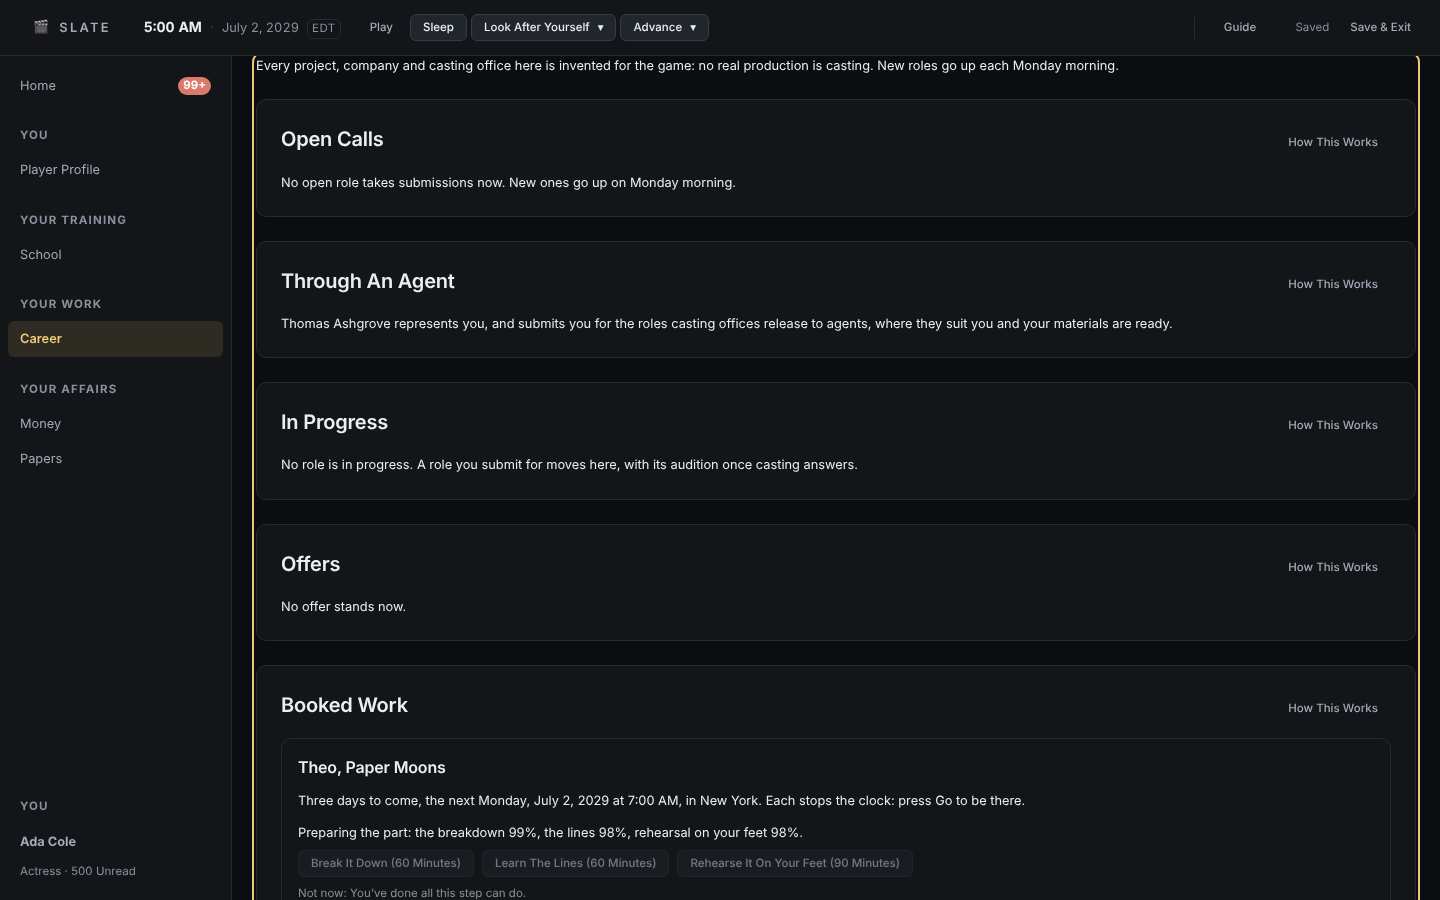 SLATE
5:00 AM · July 2, 2029 EDT
Play
Sleep
Look After Yourself ▾
Advance ▾
Guide
Saved
Save & Exit
Home
99+
YOU
Player Profile
YOUR TRAINING
School
YOUR WORK
Career
YOUR AFFAIRS
Money
Papers
YOU
Ada Cole
Actress · 500 Unread
Every project, company and casting office here is invented for the game: no real production is casting. New roles go up each Monday morning.
Open Calls
How This Works
No open role takes submissions now. New ones go up on Monday morning.
Through An Agent
How This Works
Thomas Ashgrove represents you, and submits you for the roles casting offices release to agents, where they suit you and your materials are ready.
In Progress
How This Works
No role is in progress. A role you submit for moves here, with its audition once casting answers.
Offers
How This Works
No offer stands now.
Booked Work
How This Works
Theo, Paper Moons
Three days to come, the next Monday, July 2, 2029 at 7:00 AM, in New York. Each stops the clock: press Go to be there.
Preparing the part: the breakdown 99%, the lines 98%, rehearsal on your feet 98%.
Break It Down (60 Minutes)
Learn The Lines (60 Minutes)
Rehearse It On Your Feet (90 Minutes)
Not now: You've done all this step can do.